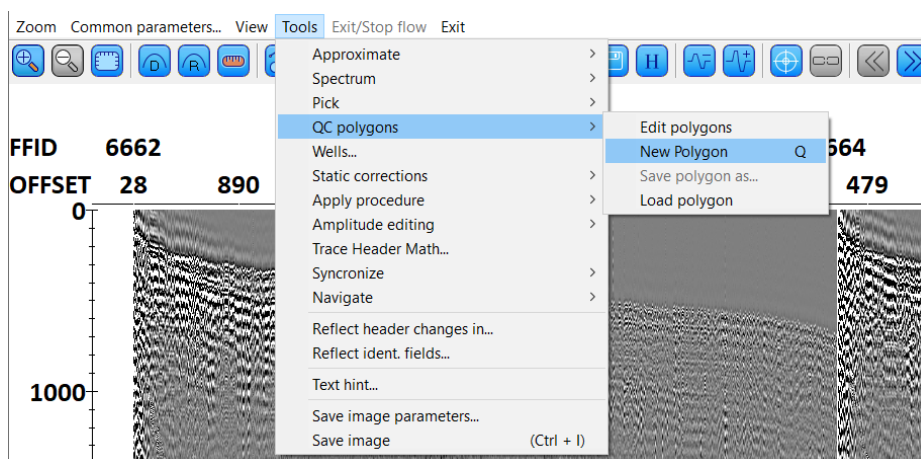 Zoom Common parameters... View Tools Exit/Stop flow Exit
D R H
FFID 6662
OFFSET 28 890 479
0
1000
Approximate
Spectrum
Pick
QC polygons
Wells...
Static corrections
Apply procedure
Amplitude editing
Trace Header Math...
Syncronize
Navigate
Reflect header changes in...
Reflect ident. fields...
Text hint...
Save image parameters...
Save image (Ctrl + I)
Edit polygons
New Polygon Q
Save polygon as...
Load polygon